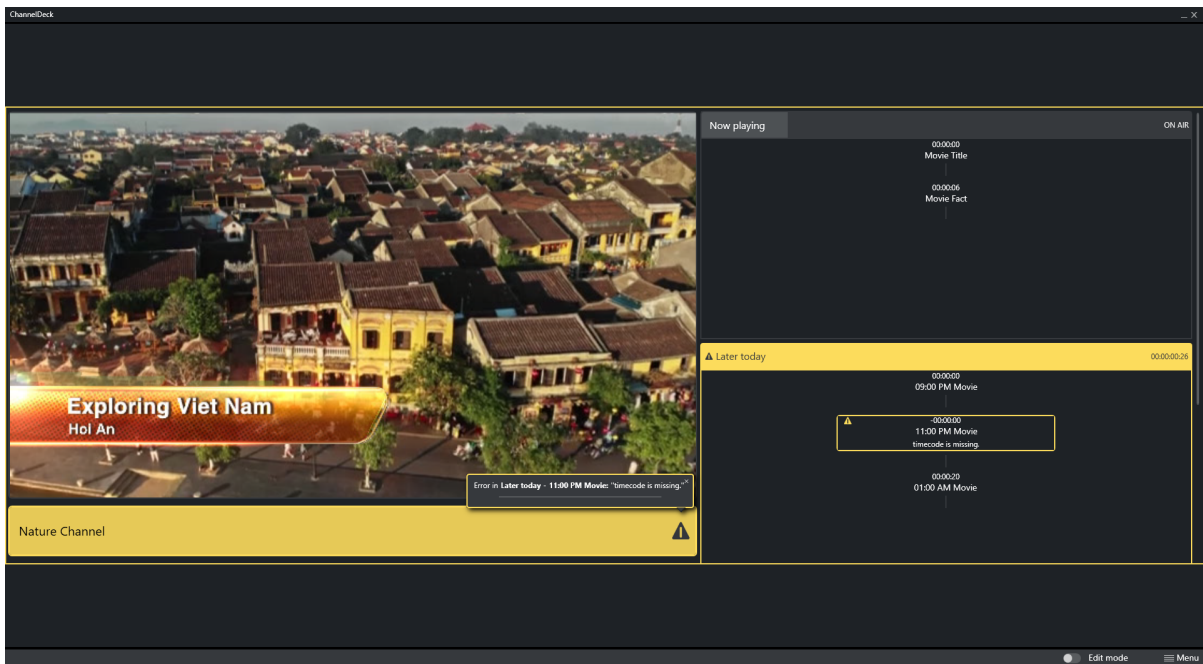 ChannelDeck
Exploring Viet Nam
Hoi An
Error in Later today - 11:00 PM Movie: "timecode is missing."
Nature Channel
Now playing
ON AIR
00:00:00
Movie Title
00:00:06
Movie Fact
Later today
00:00:00:26
00:00:00
09:00 PM Movie
-00:00:00
11:00 PM Movie
timecode is missing.
00:00:20
01:00 AM Movie
Edit mode
Menu